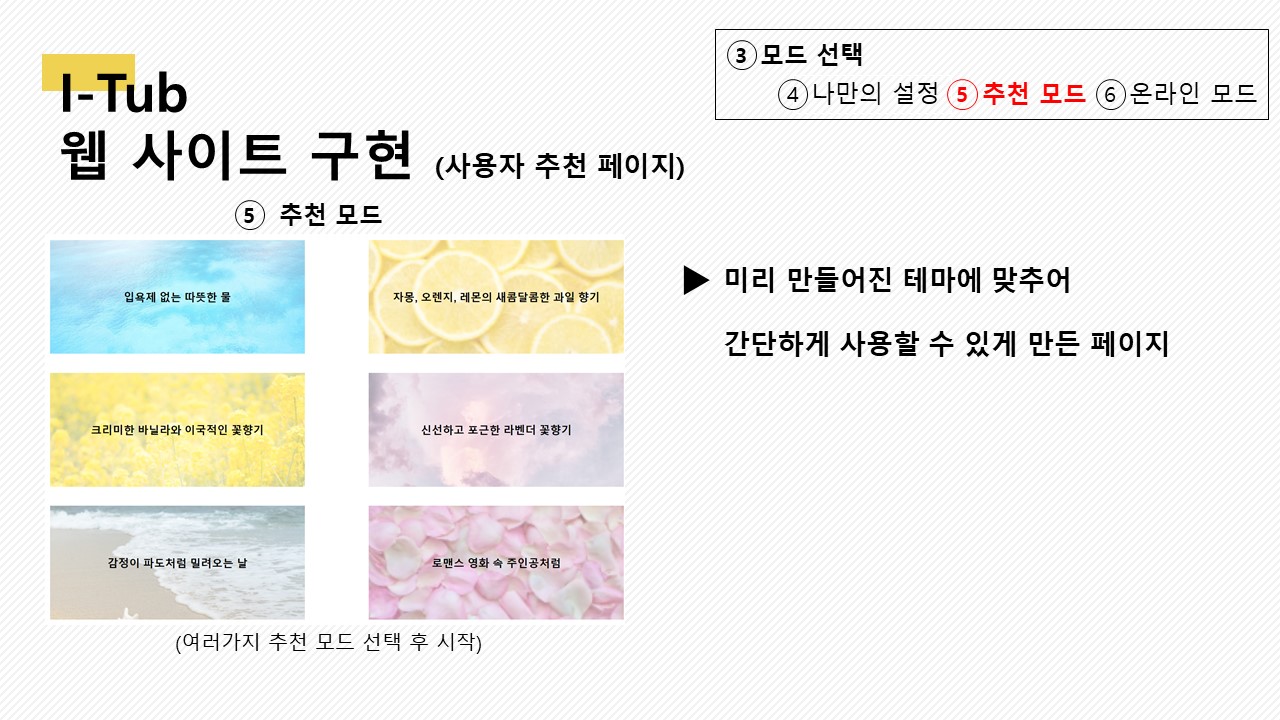 I-Tub
웹 사이트 구현 (사용자 추천 페이지)
③모드 선택
④나만의 설정 ⑤추천 모드 ⑥온라인 모드
⑤ 추천 모드
입욕제 없는 따뜻한 물
자몽, 오렌지, 레몬의 새콤달콤한 과일 향기
크리미한 바닐라와 이국적인 꽃향기
신선하고 포근한 라벤더 꽃향기
감정이 파도처럼 밀려오는 날
로맨스 영화 속 주인공처럼
(여러가지 추천 모드 선택 후 시작)
▶ 미리 만들어진 테마에 맞추어
간단하게 사용할 수 있게 만든 페이지